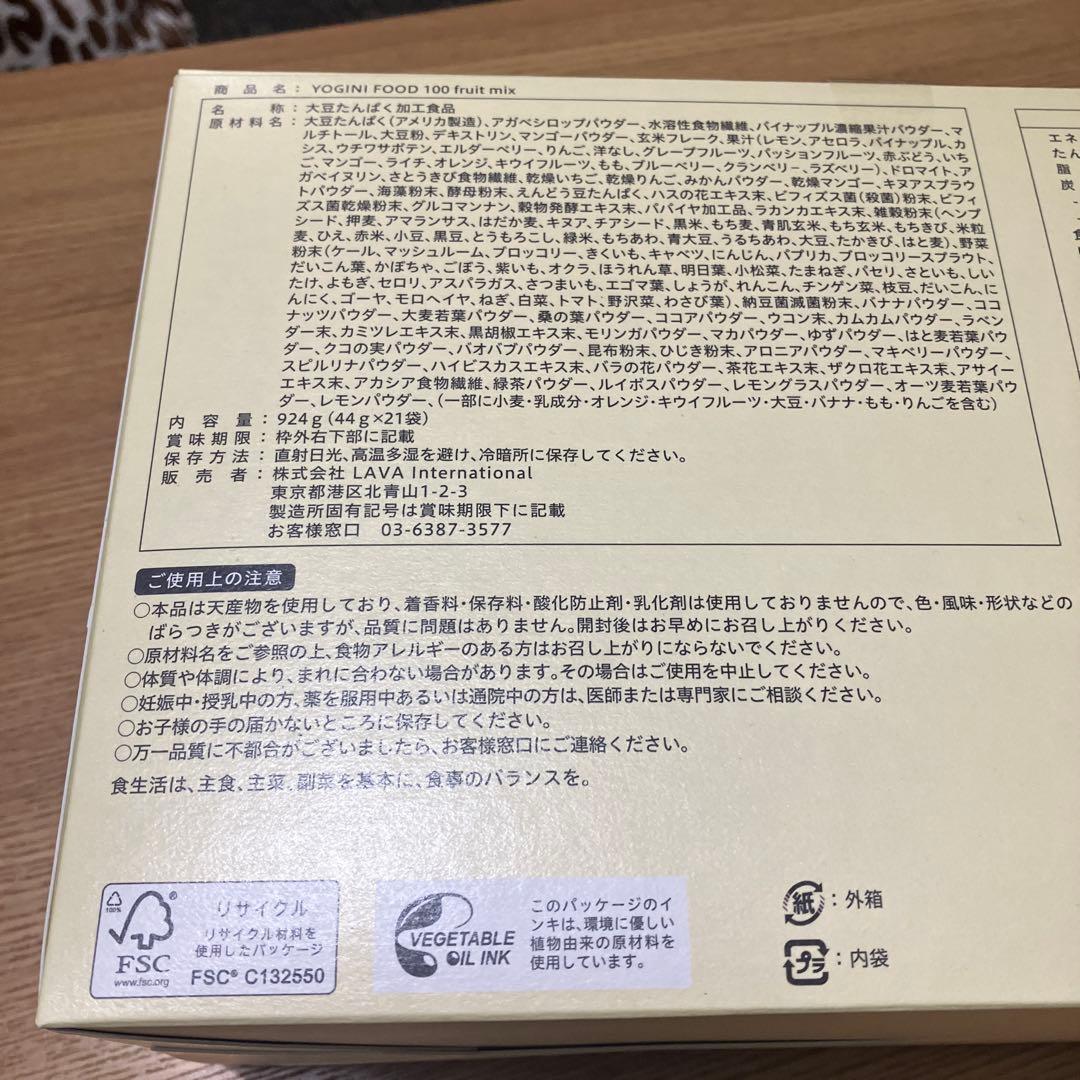 商品名：YOGINI FOOD 100 fruit mix
名称：大豆たんぱく加工食品
原材料名：大豆たんぱく(アメリカ製造)、アガベシロップパウダー、水溶性食物繊維、パイナップル濃縮果汁パウダー、マ
ルチトール、大豆粉、デキストリン、マンゴーパウダー、玄米フレーク、果汁(レモン、アセロラ、パイナップル、カ
シス、ウチワサボテン、エルダーベリー、りんご、洋なし、グレープフルーツ、パッションフルーツ、赤ぶどう、いち
ご、マンゴー、ライチ、オレンジ、キウイフルーツ、もも、ブルーベリー、クランベリー、ラズベリー)、ドロマイト、ア
ガベイヌリン、さとうきび食物繊維、乾燥いちご、乾燥りんご、みかんパウダー、乾燥マンゴー、キヌアスプラウ
トパウダー、海藻粉末、酵母粉末、えんどう豆たんぱく、ハスの花エキス末、ビフィズス菌(殺菌)粉末、ビフィ
ズス菌乾燥粉末、グルコマンナン、穀物発酵エキス末、パパイヤ加工品、ラカンカエキス末、雑穀粉末(ヘンプ
シード、押麦、アマランサス、はだか麦、キヌア、チアシード、黒米、もち麦、青肌玄米、もち玄米、もちきび、米粒
麦、ひえ、赤米、小豆、黒豆、とうもろこし、緑米、もちあわ、青大豆、うるちあわ、大豆、たかきび、はと麦)、野菜
粉末(ケール、マッシュルーム、ブロッコリー、きくいも、キャベツ、にんじん、パプリカ、ブロッコリースプラウト、
だいこん葉、かぼちゃ、ごぼう、紫いも、オクラ、ほうれん草、明日葉、小松菜、たまねぎ、パセリ、さといも、しい
たけ、よもぎ、セロリ、アスパラガス、さつまいも、エゴマ葉、しょうが、れんこん、チンゲン菜、枝豆、だいこん、に
んにく、ゴーヤ、モロヘイヤ、ねぎ、白菜、トマト、野沢菜、わさび葉)、納豆菌滅菌粉末、バナナパウダー、ココ
ナッツパウダー、大麦若葉パウダー、桑の葉パウダー、ココアパウダー、ウコン末、カムカムパウダー、ラベン
ダー末、カミツレエキス末、黒胡椒エキス末、モリンガパウダー、マカパウダー、ゆずパウダー、はと麦若葉パウ
ダー、クコの実パウダー、バオバブパウダー、昆布粉末、ひじき粉末、アロニアパウダー、マキベリーパウダー、
スピルリナパウダー、ハイビスカスエキス末、バラの花パウダー、茶花エキス末、ザクロ花エキス末、アサイー
エキス末、アカシア食物繊維、緑茶パウダー、ルイボスパウダー、レモングラスパウダー、オーツ麦若葉パウ
ダー、レモンパウダー、(一部に小麦・乳成分・オレンジ・キウイフルーツ・大豆・バナナ・もも・りんごを含む)
内容量：924g(44g×21袋)
賞味期限：枠外右下部に記載
保存方法：直射日光、高温多湿を避け、冷暗所に保存してください。
販売者：株式会社 LAVA International
東京都港区北青山1-2-3
製造所固有記号は賞味期限下に記載
お客様窓口 03-6387-3577
エネ
たん
脂
炭
食
ご使用上の注意
○本品は天産物を使用しており、着香料・保存料・酸化防止剤・乳化剤は使用しておりませんので、色・風味・形状などの
ばらつきがございますが、品質に問題はありません。開封後はお早めにお召し上がりください。
○原材料名をご参照の上、食物アレルギーのある方はお召し上がりにならないでください。
○体質や体調により、まれに合わない場合があります。その場合はご使用を中止してください。
○妊娠中・授乳中の方、薬を服用中あるいは通院中の方は、医師または専門家にご相談ください。
○お子様の手の届かないところに保存してください。
○万一品質に不都合がございましたら、お客様窓口にご連絡ください。
食生活は、主食、主菜、副菜を基本に、食事のバランスを。
100%
FSC
www.fsc.org
リサイクル
リサイクル材料を
使用したパッケージ
FSC® C132550
VEGETABLE
OIL INK
このパッケージのイ
ンキは、環境に優しい
植物由来の原材料を
使用しています。
紙：外箱
プラ：内袋